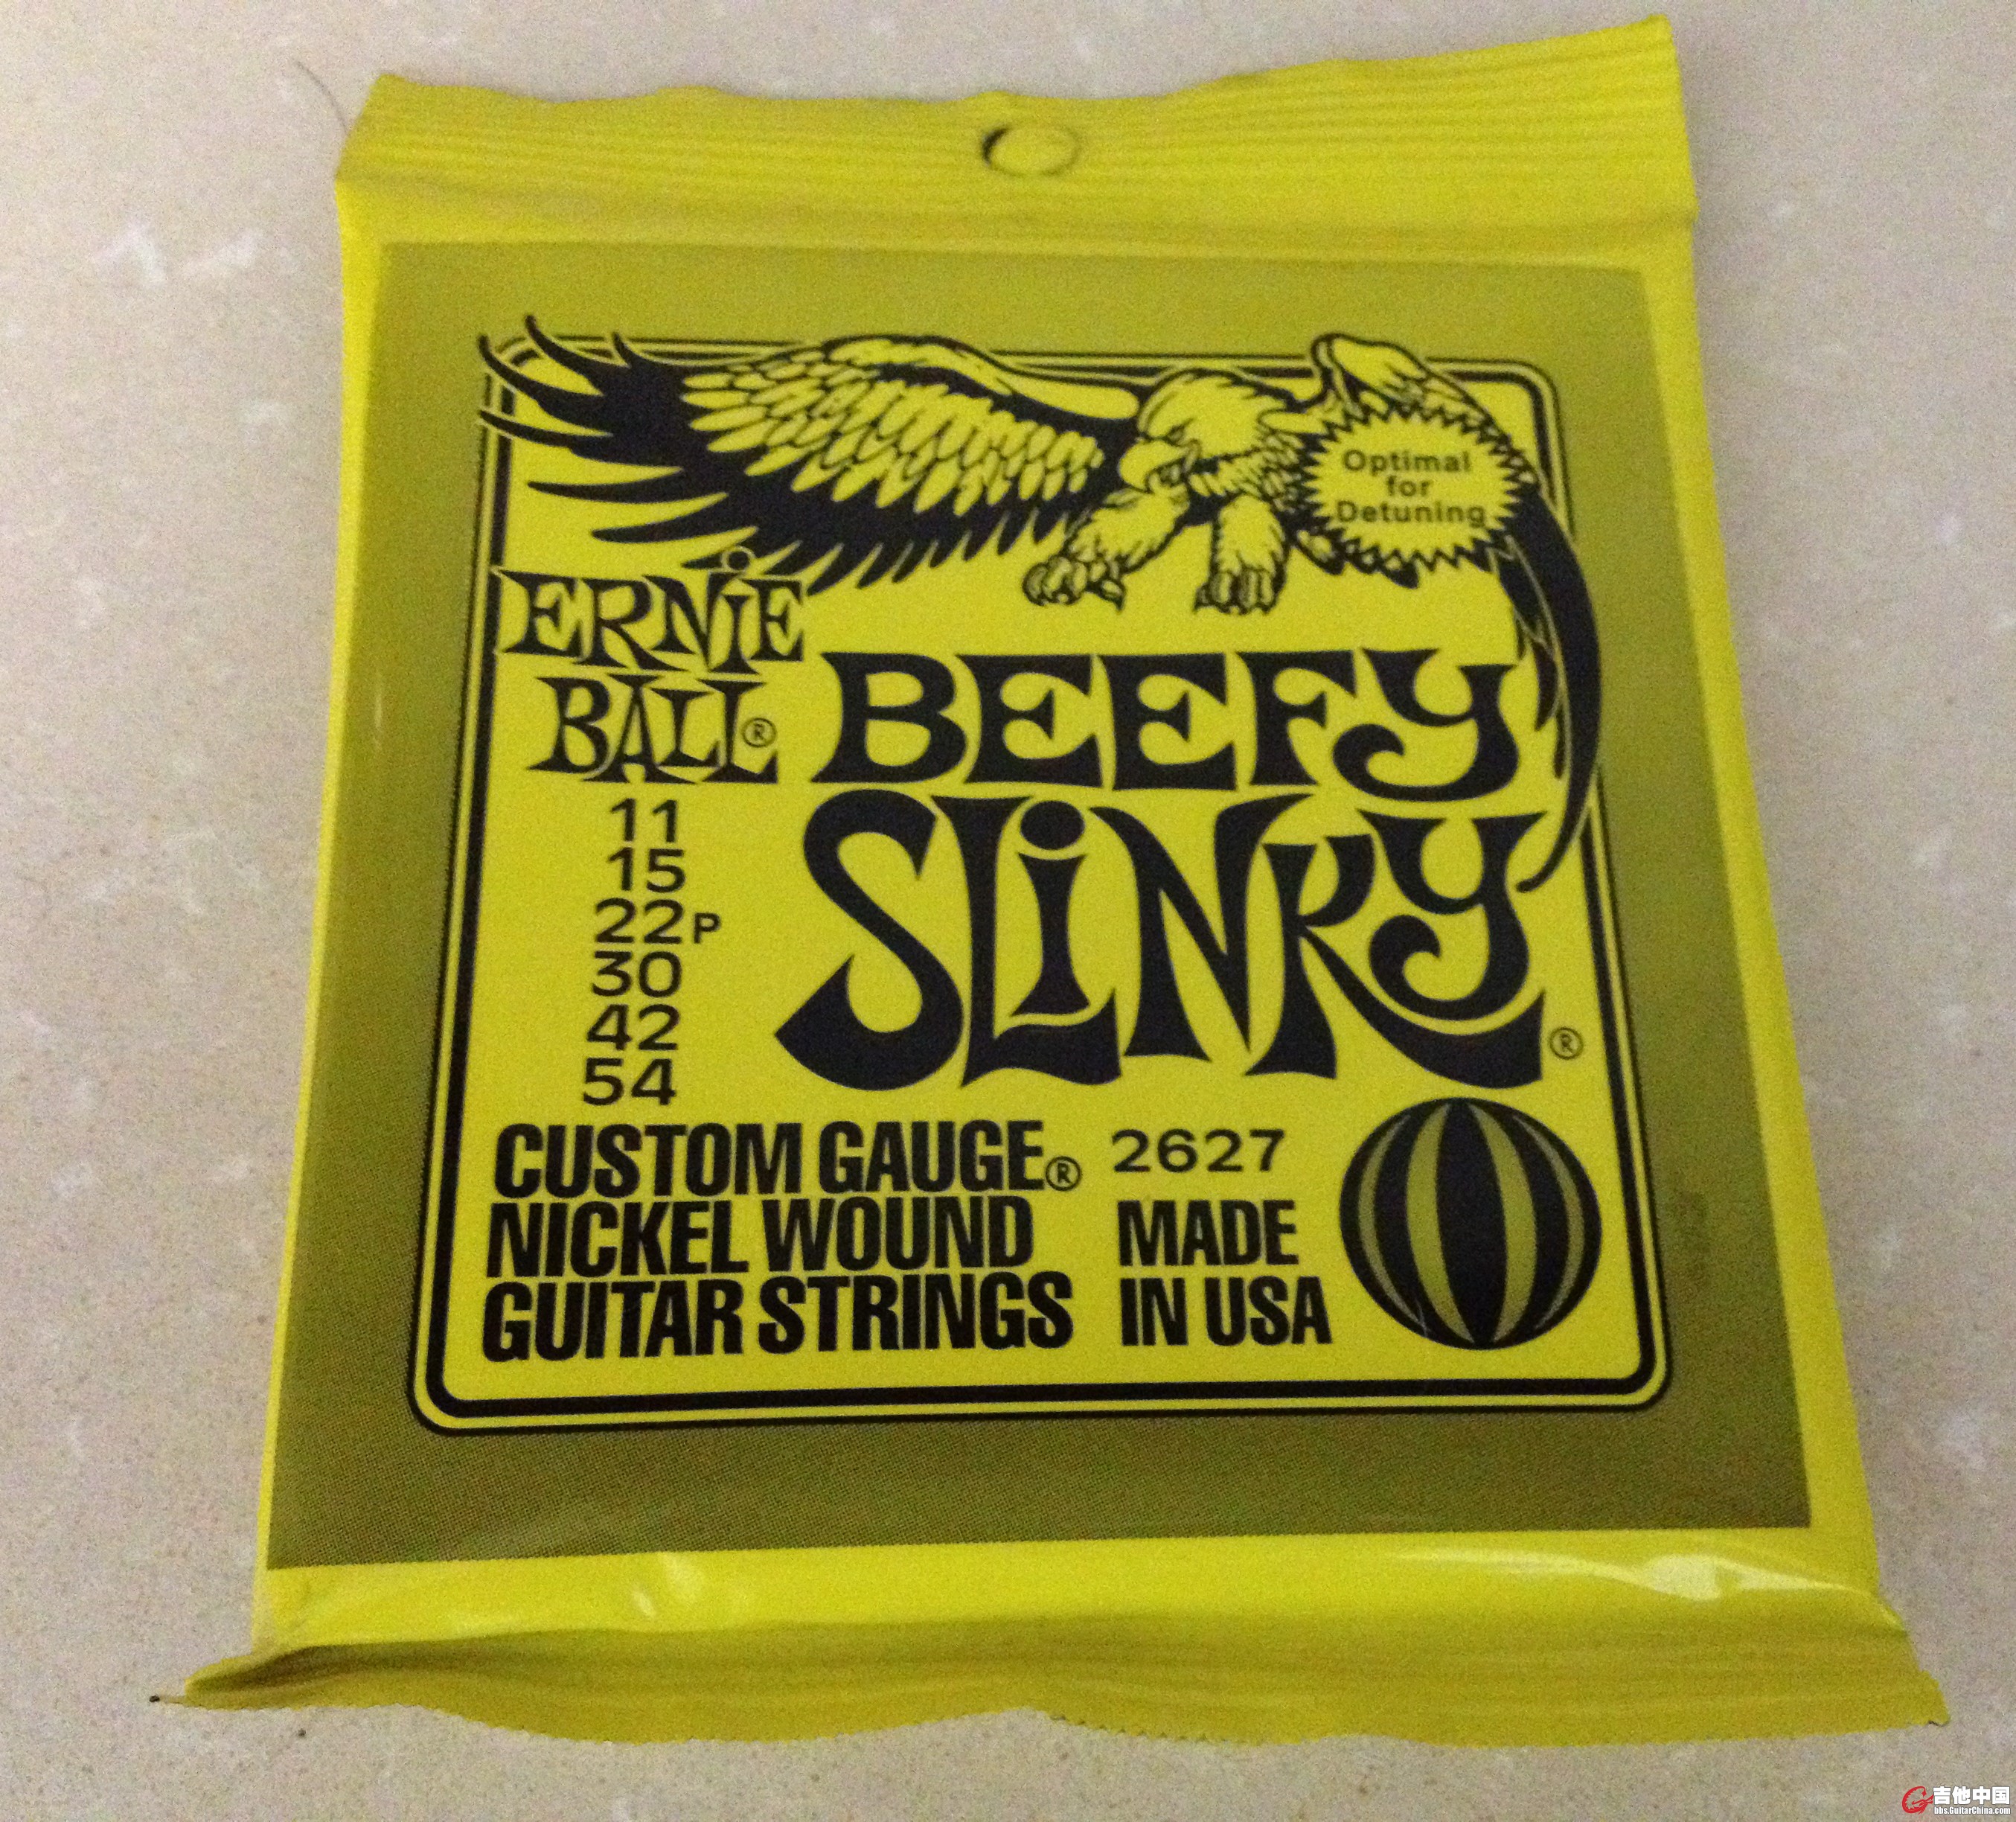 Optimal
for
Detuning
ERNiE
BALL®
BEEFY
SLiNKY®
11
15
22P
30
42
54
CUSTOM GAUGE®
NICKEL WOUND
GUITAR STRINGS
2627
MADE
IN USA
吉他中国
bbs.GuitarChina.com